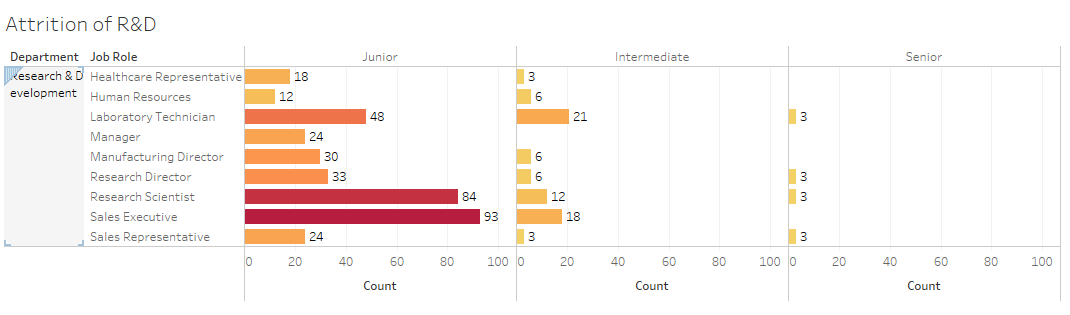 Attrition of R&D
Department Job Role Junior Intermediate Senior
Research & D
evelopment
Healthcare Representative 18 3
Human Resources 12 6
Laboratory Technician 48 21 3
Manager 24
Manufacturing Director 30 6
Research Director 33 6 3
Research Scientist 84 12 3
Sales Executive 93 18
Sales Representative 24 3 3
0 20 40 60 80 100 0 20 40 60 80 100 0 20 40 60 80 100
Count Count Count